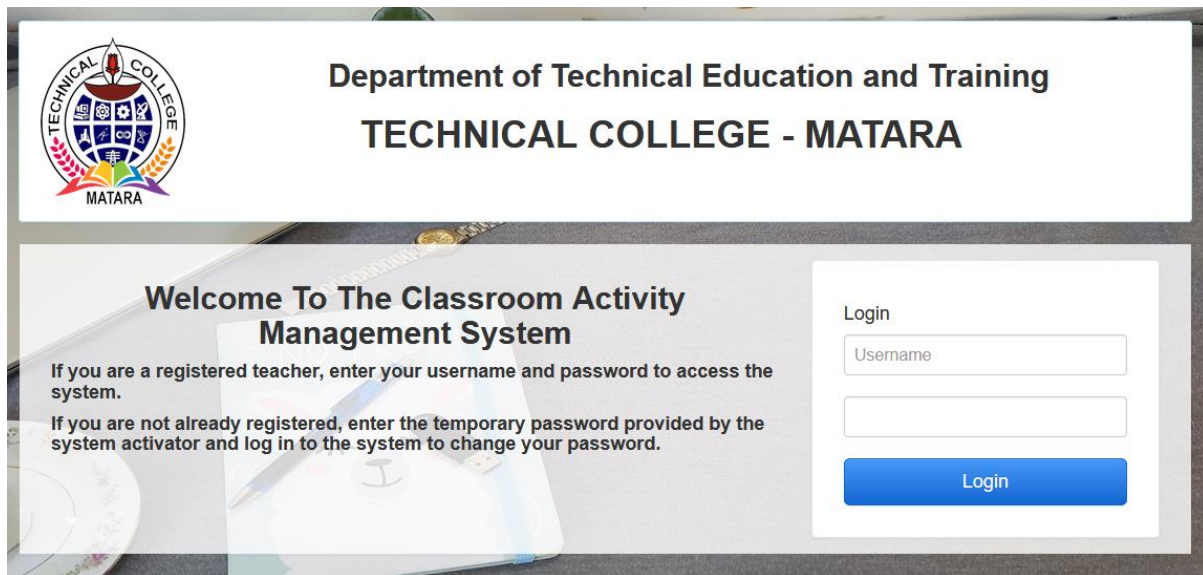 TECHNICAL COLLEGE
MATARA
Department of Technical Education and Training
TECHNICAL COLLEGE - MATARA
Welcome To The Classroom Activity
Management System
If you are a registered teacher, enter your username and password to access the
system.
If you are not already registered, enter the temporary password provided by the
system activator and log in to the system to change your password.
Login
Username
Login